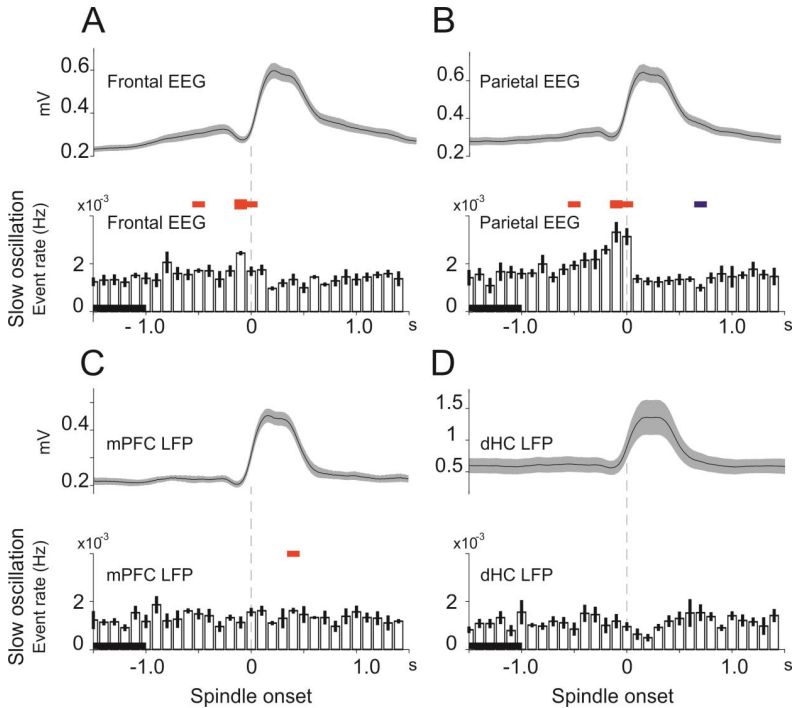 A
B
Frontal EEG
Parietal EEG
mV
0.6
0.4
0.2
0.6
0.4
0.2
x10-3
x10-3
Frontal EEG
Parietal EEG
Slow oscillation
Event rate (Hz)
2
0
2
0
- 1.0
0
1.0
s
-1.0
0
1.0
s
C
D
mPFC LFP
dHC LFP
mV
0.4
0.2
1.5
1
0.5
x10-3
x10-3
mPFC LFP
dHC LFP
Slow oscillation
Event rate (Hz)
2
0
2
0
-1.0
0
1.0
s
-1.0
0
1.0
s
Spindle onset
Spindle onset